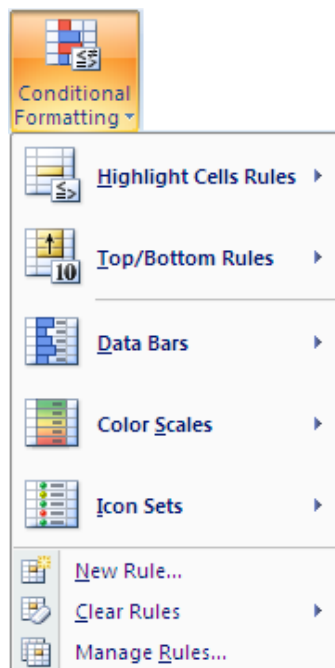 Conditional
Formatting
Highlight Cells Rules
10
Top/Bottom Rules
Data Bars
Color Scales
Icon Sets
New Rule...
Clear Rules
Manage Rules...